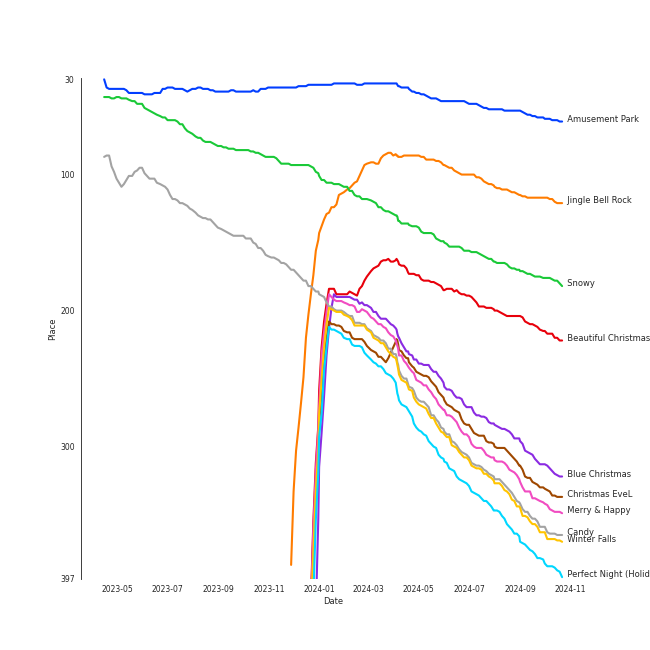 30
100
200
300
397
Place
2023-05
2023-07
2023-09
2023-11
2024-01
2024-03
2024-05
2024-07
2024-09
2024-11
Date
Amusement Park
Jingle Bell Rock
Snowy
Beautiful Christmas
Blue Christmas
Christmas EveL
Merry & Happy
Candy
Winter Falls
Perfect Night (Holid